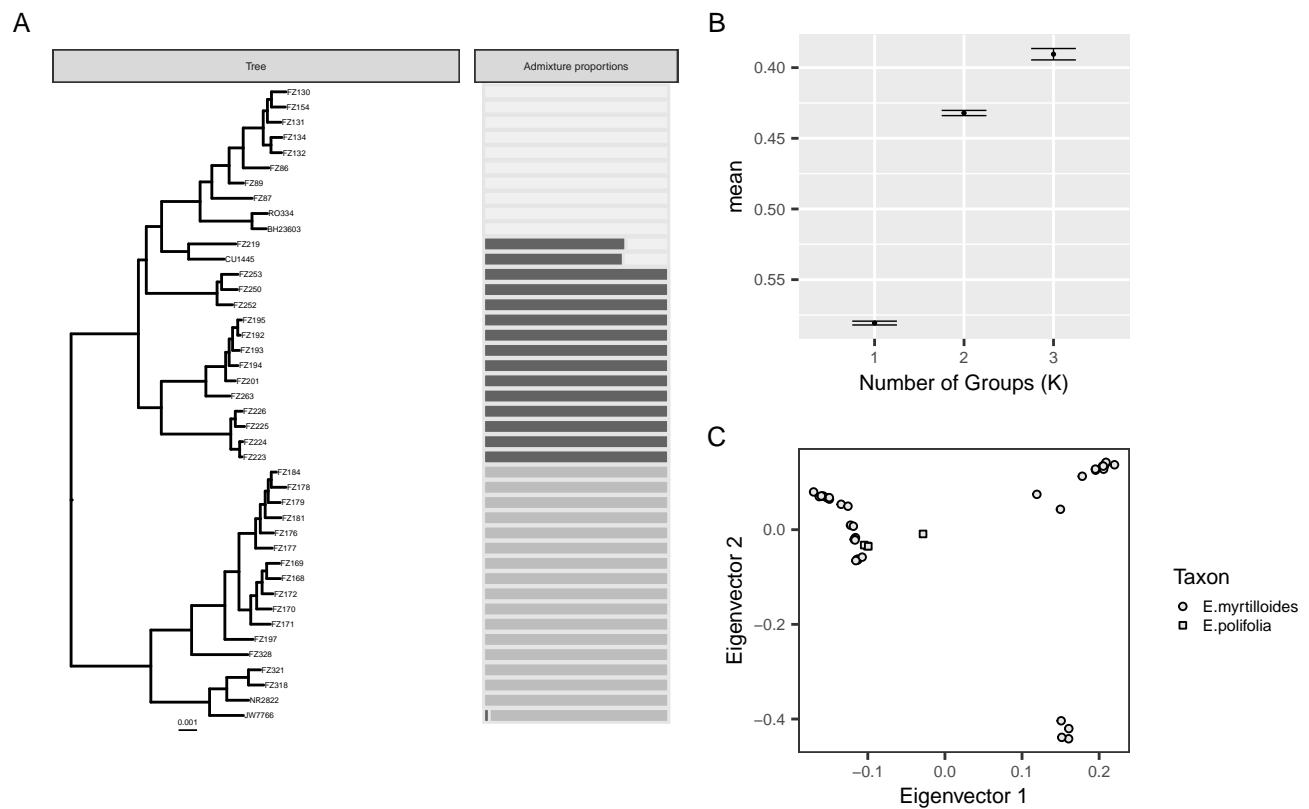 A
Tree
Admixture proportions
FZ130
FZ154
FZ131
FZ134
FZ132
FZ86
FZ89
FZ87
RO334
BH23603
FZ219
CU1445
FZ253
FZ250
FZ252
FZ195
FZ192
FZ193
FZ194
FZ201
FZ263
FZ226
FZ225
FZ224
FZ223
FZ184
FZ178
FZ179
FZ181
FZ176
FZ177
FZ169
FZ168
FZ172
FZ170
FZ171
FZ197
FZ328
FZ321
FZ318
NR2822
JW7766
0.001
B
mean
0.40
0.45
0.50
0.55
1 2 3
Number of Groups (K)
C
Eigenvector 2
0.0
−0.2
−0.4
−0.1 0.0 0.1 0.2
Eigenvector 1
Taxon
E.myrtilloides
E.polifolia